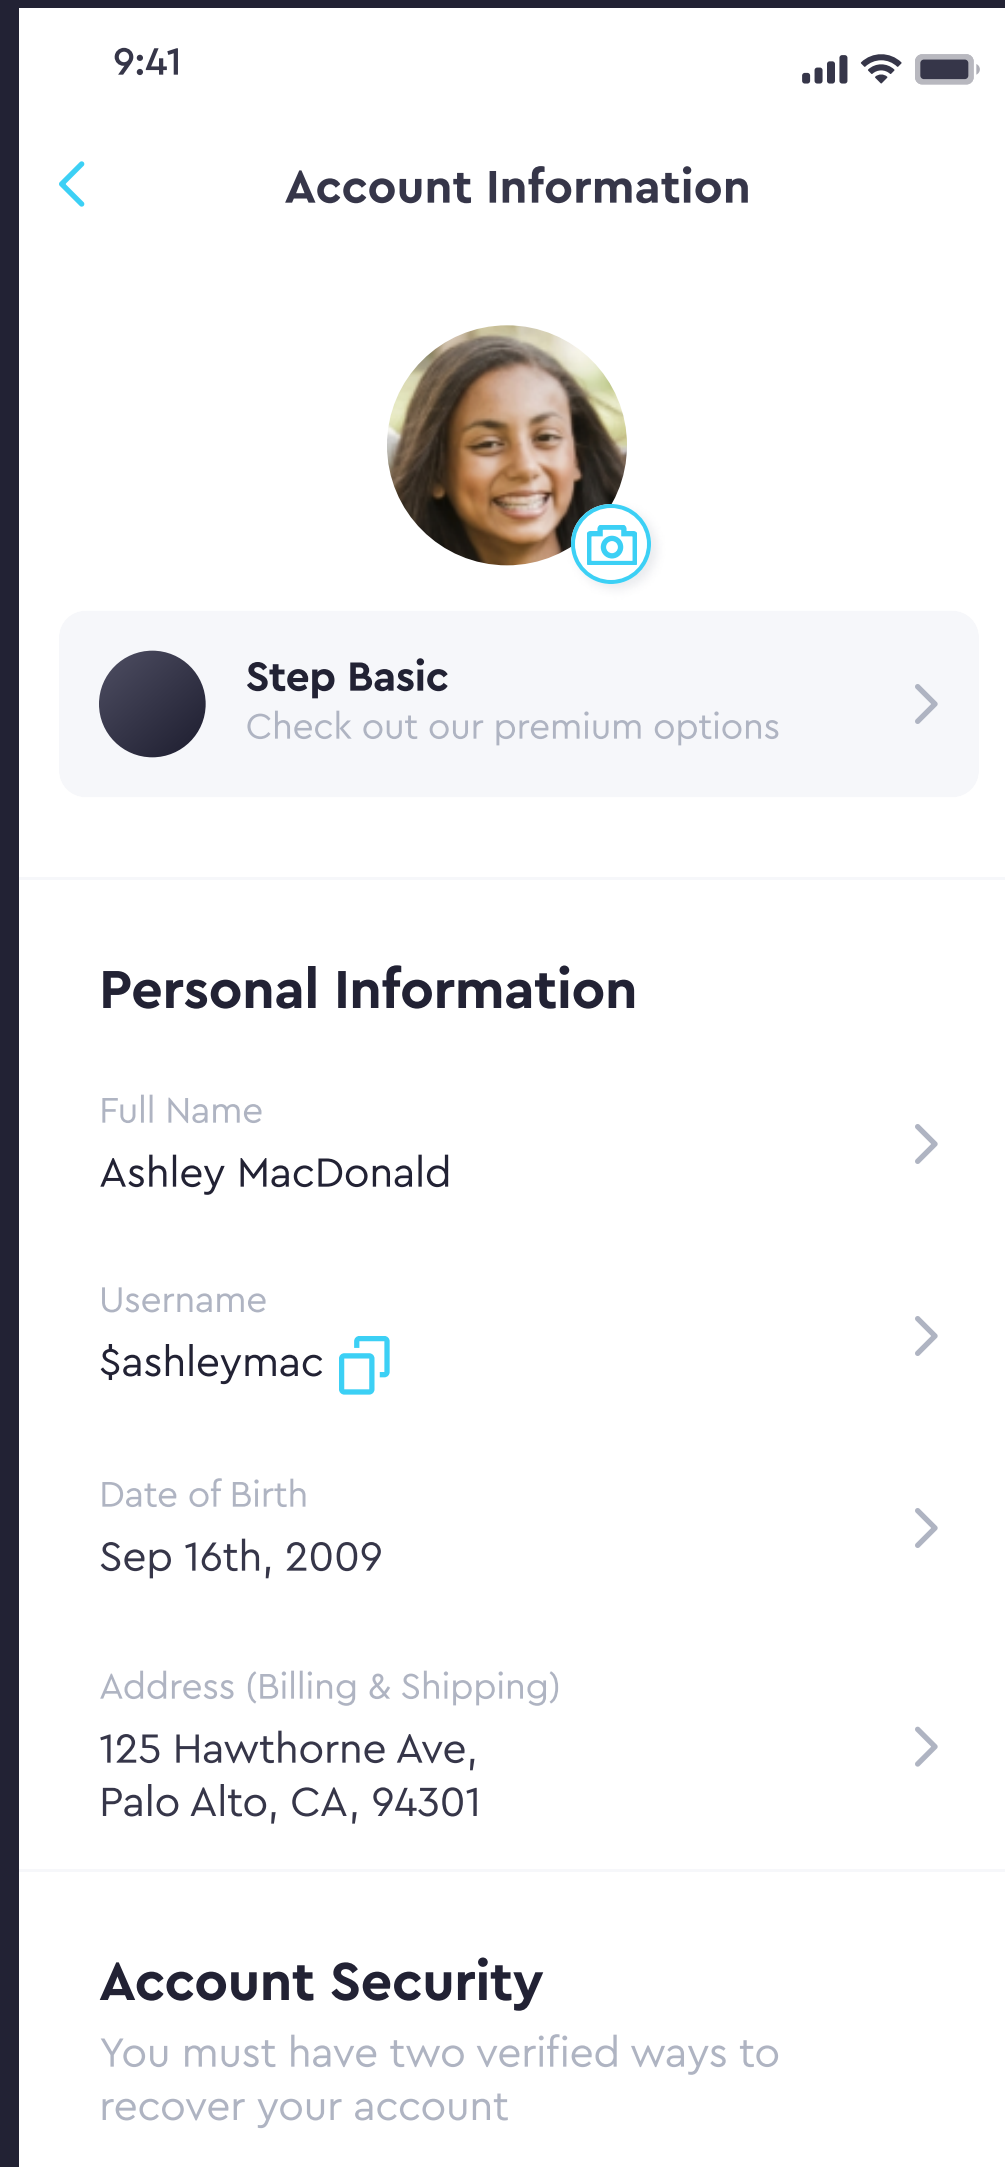 9:41
Account Information
Step Basic
Check out our premium options
Personal Information
Full Name
Ashley MacDonald
Username
$ashleymac
Date of Birth
Sep 16th, 2009
Address (Billing & Shipping)
125 Hawthorne Ave,
Palo Alto, CA, 94301
Account Security
You must have two verified ways to
recover your account